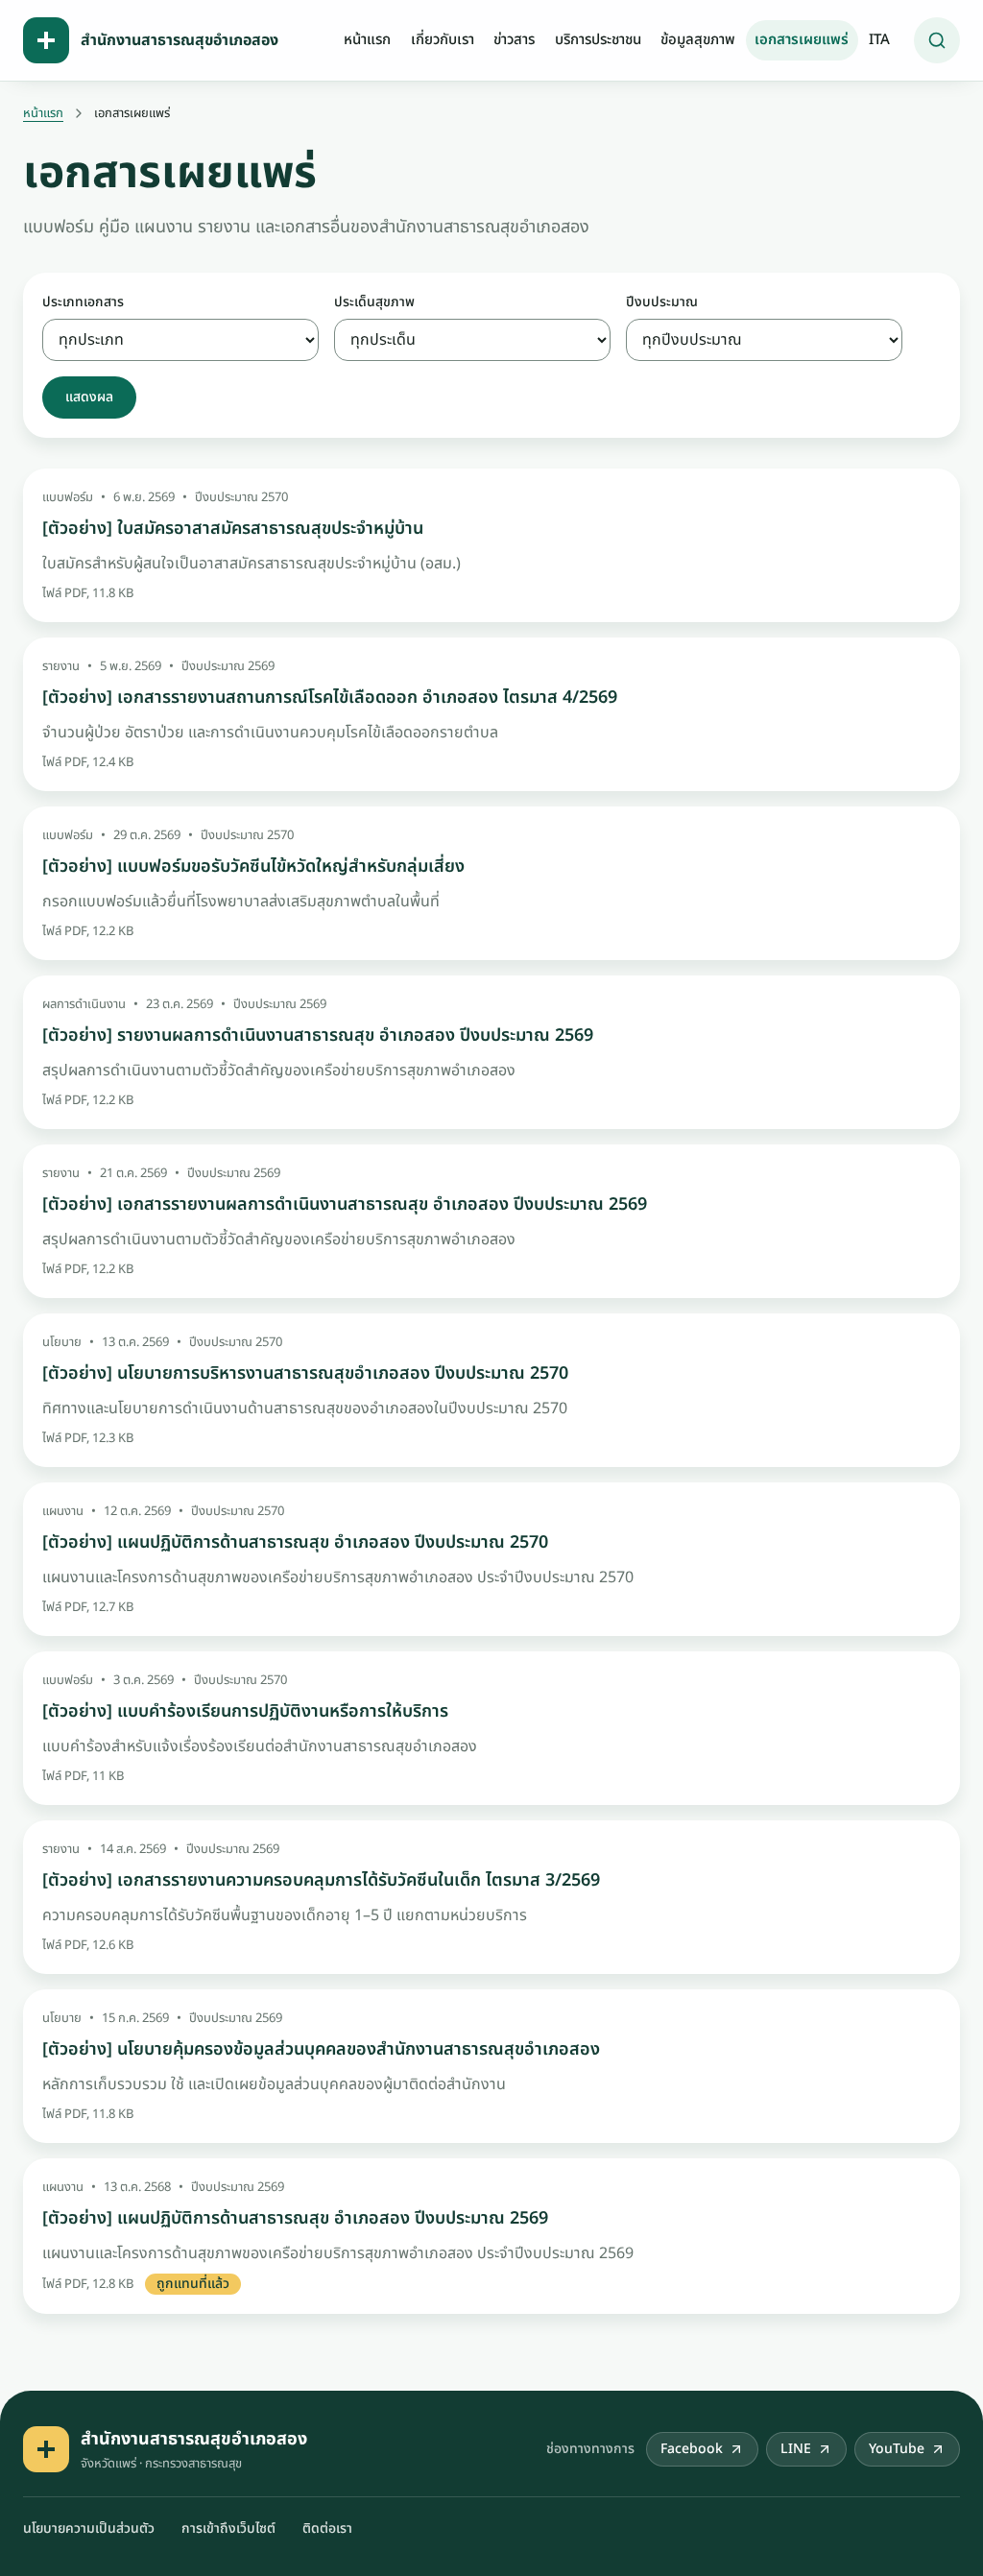 สำนักงานสาธารณสุขอำเภอสอง
หน้าแรก เกี่ยวกับเรา ข่าวสาร บริการประชาชน ข้อมูลสุขภาพ เอกสารเผยแพร่ ITA
หน้าแรก > เอกสารเผยแพร่
เอกสารเผยแพร่
แบบฟอร์ม คู่มือ แผนงาน รายงาน และเอกสารอื่นของสำนักงานสาธารณสุขอำเภอสอง
ประเภทเอกสาร ประเด็นสุขภาพ ปีงบประมาณ
ทุกประเภท ทุกประเด็น ทุกปีงบประมาณ
แสดงผล
แบบฟอร์ม • 6 พ.ย. 2569 • ปีงบประมาณ 2570
[ตัวอย่าง] ใบสมัครอาสาสมัครสาธารณสุขประจำหมู่บ้าน
ใบสมัครสำหรับผู้สนใจเป็นอาสาสมัครสาธารณสุขประจำหมู่บ้าน (อสม.)
ไฟล์ PDF, 11.8 KB
รายงาน • 5 พ.ย. 2569 • ปีงบประมาณ 2569
[ตัวอย่าง] เอกสารรายงานสถานการณ์โรคไข้เลือดออก อำเภอสอง ไตรมาส 4/2569
จำนวนผู้ป่วย อัตราป่วย และการดำเนินงานควบคุมโรคไข้เลือดออกรายตำบล
ไฟล์ PDF, 12.4 KB
แบบฟอร์ม • 29 ต.ค. 2569 • ปีงบประมาณ 2570
[ตัวอย่าง] แบบฟอร์มขอรับวัคซีนไข้หวัดใหญ่สำหรับกลุ่มเสี่ยง
กรอกแบบฟอร์มแล้วยื่นที่โรงพยาบาลส่งเสริมสุขภาพตำบลในพื้นที่
ไฟล์ PDF, 12.2 KB
ผลการดำเนินงาน • 23 ต.ค. 2569 • ปีงบประมาณ 2569
[ตัวอย่าง] รายงานผลการดำเนินงานสาธารณสุข อำเภอสอง ปีงบประมาณ 2569
สรุปผลการดำเนินงานตามตัวชี้วัดสำคัญของเครือข่ายบริการสุขภาพอำเภอสอง
ไฟล์ PDF, 12.2 KB
รายงาน • 21 ต.ค. 2569 • ปีงบประมาณ 2569
[ตัวอย่าง] เอกสารรายงานผลการดำเนินงานสาธารณสุข อำเภอสอง ปีงบประมาณ 2569
สรุปผลการดำเนินงานตามตัวชี้วัดสำคัญของเครือข่ายบริการสุขภาพอำเภอสอง
ไฟล์ PDF, 12.2 KB
นโยบาย • 13 ต.ค. 2569 • ปีงบประมาณ 2570
[ตัวอย่าง] นโยบายการบริหารงานสาธารณสุขอำเภอสอง ปีงบประมาณ 2570
ทิศทางและนโยบายการดำเนินงานด้านสาธารณสุขของอำเภอสองในปีงบประมาณ 2570
ไฟล์ PDF, 12.3 KB
แผนงาน • 12 ต.ค. 2569 • ปีงบประมาณ 2570
[ตัวอย่าง] แผนปฏิบัติการด้านสาธารณสุข อำเภอสอง ปีงบประมาณ 2570
แผนงานและโครงการด้านสุขภาพของเครือข่ายบริการสุขภาพอำเภอสอง ประจำปีงบประมาณ 2570
ไฟล์ PDF, 12.7 KB
แบบฟอร์ม • 3 ต.ค. 2569 • ปีงบประมาณ 2570
[ตัวอย่าง] แบบคำร้องเรียนการปฏิบัติงานหรือการให้บริการ
แบบคำร้องสำหรับแจ้งเรื่องร้องเรียนต่อสำนักงานสาธารณสุขอำเภอสอง
ไฟล์ PDF, 11 KB
รายงาน • 14 ส.ค. 2569 • ปีงบประมาณ 2569
[ตัวอย่าง] เอกสารรายงานความครอบคลุมการได้รับวัคซีนในเด็ก ไตรมาส 3/2569
ความครอบคลุมการได้รับวัคซีนพื้นฐานของเด็กอายุ 1–5 ปี แยกตามหน่วยบริการ
ไฟล์ PDF, 12.6 KB
นโยบาย • 15 ก.ค. 2569 • ปีงบประมาณ 2569
[ตัวอย่าง] นโยบายคุ้มครองข้อมูลส่วนบุคคลของสำนักงานสาธารณสุขอำเภอสอง
หลักการเก็บรวบรวม ใช้ และเปิดเผยข้อมูลส่วนบุคคลของผู้มาติดต่อสำนักงาน
ไฟล์ PDF, 11.8 KB
แผนงาน • 13 ต.ค. 2568 • ปีงบประมาณ 2569
[ตัวอย่าง] แผนปฏิบัติการด้านสาธารณสุข อำเภอสอง ปีงบประมาณ 2569
แผนงานและโครงการด้านสุขภาพของเครือข่ายบริการสุขภาพอำเภอสอง ประจำปีงบประมาณ 2569
ไฟล์ PDF, 12.8 KB ถูกแทนที่แล้ว
สำนักงานสาธารณสุขอำเภอสอง
จังหวัดแพร่ · กระทรวงสาธารณสุข
ช่องทางทางการ Facebook LINE YouTube
นโยบายความเป็นส่วนตัว การเข้าถึงเว็บไซต์ ติดต่อเรา